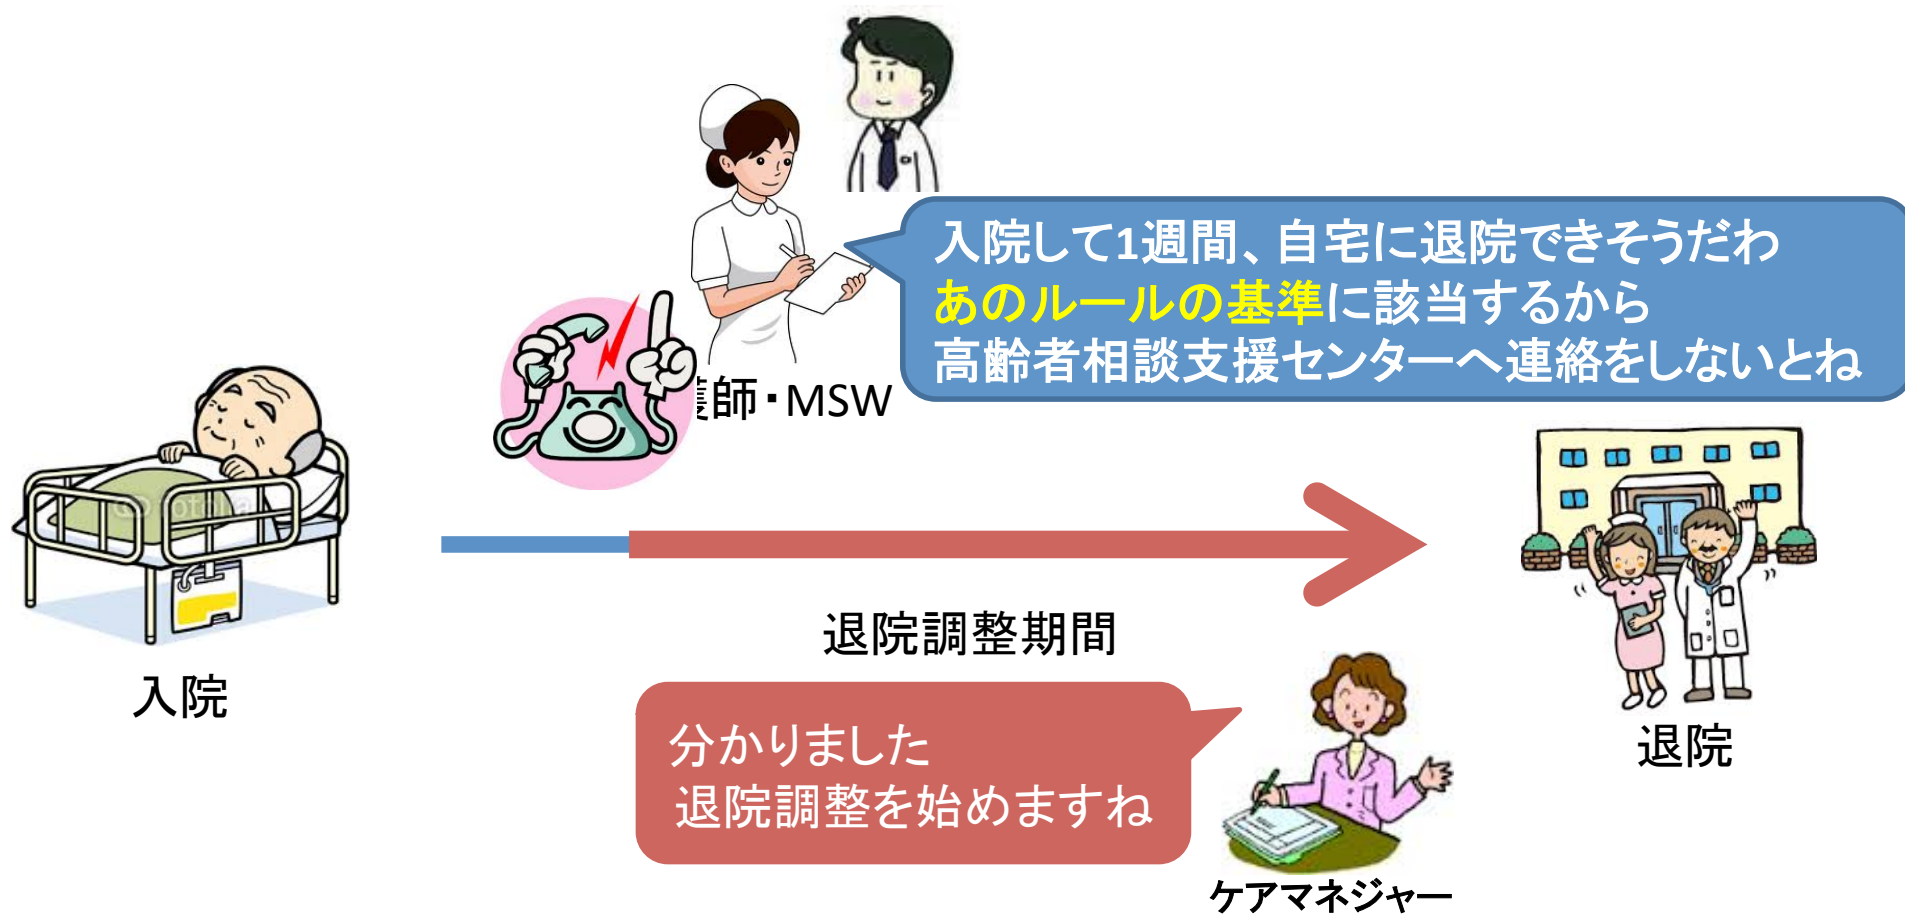 入院して1週間、自宅に退院できそうだわ
あのルールの基準に該当するから
高齢者相談支援センターへ連絡をしないとね
師・MSW
退院調整期間
入院
分かりました
退院調整を始めますね
退院
ケアマネジャー